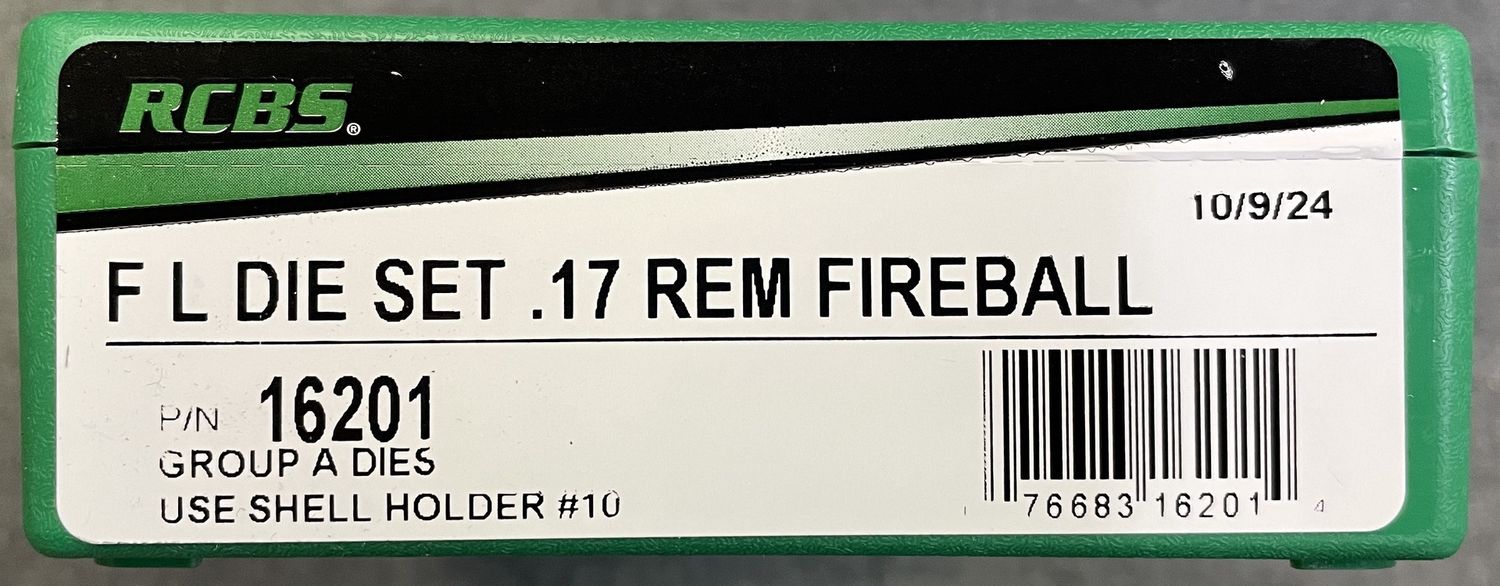 RCBS®
10/9/24
F L DIE SET .17 REM FIREBALL
P/N 16201
GROUP A DIES
USE SHELL HOLDER #10
76683 16201 4